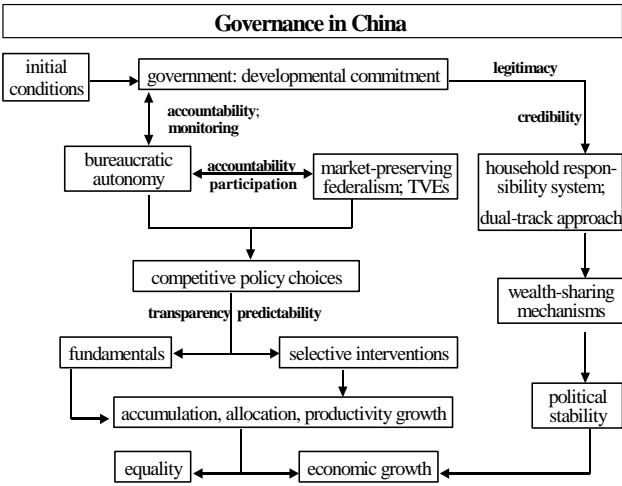 Governance in China
initial
conditions
government: developmental commitment
legitimacy
accountability;
monitoring
credibility
bureaucratic
autonomy
accountability
participation
market-preserving
federalism; TVEs
household respon-
sibility system;
dual-track approach
competitive policy choices
transparency predictability
wealth-sharing
mechanisms
fundamentals
selective interventions
accumulation, allocation, productivity growth
political
stability
equality
economic growth